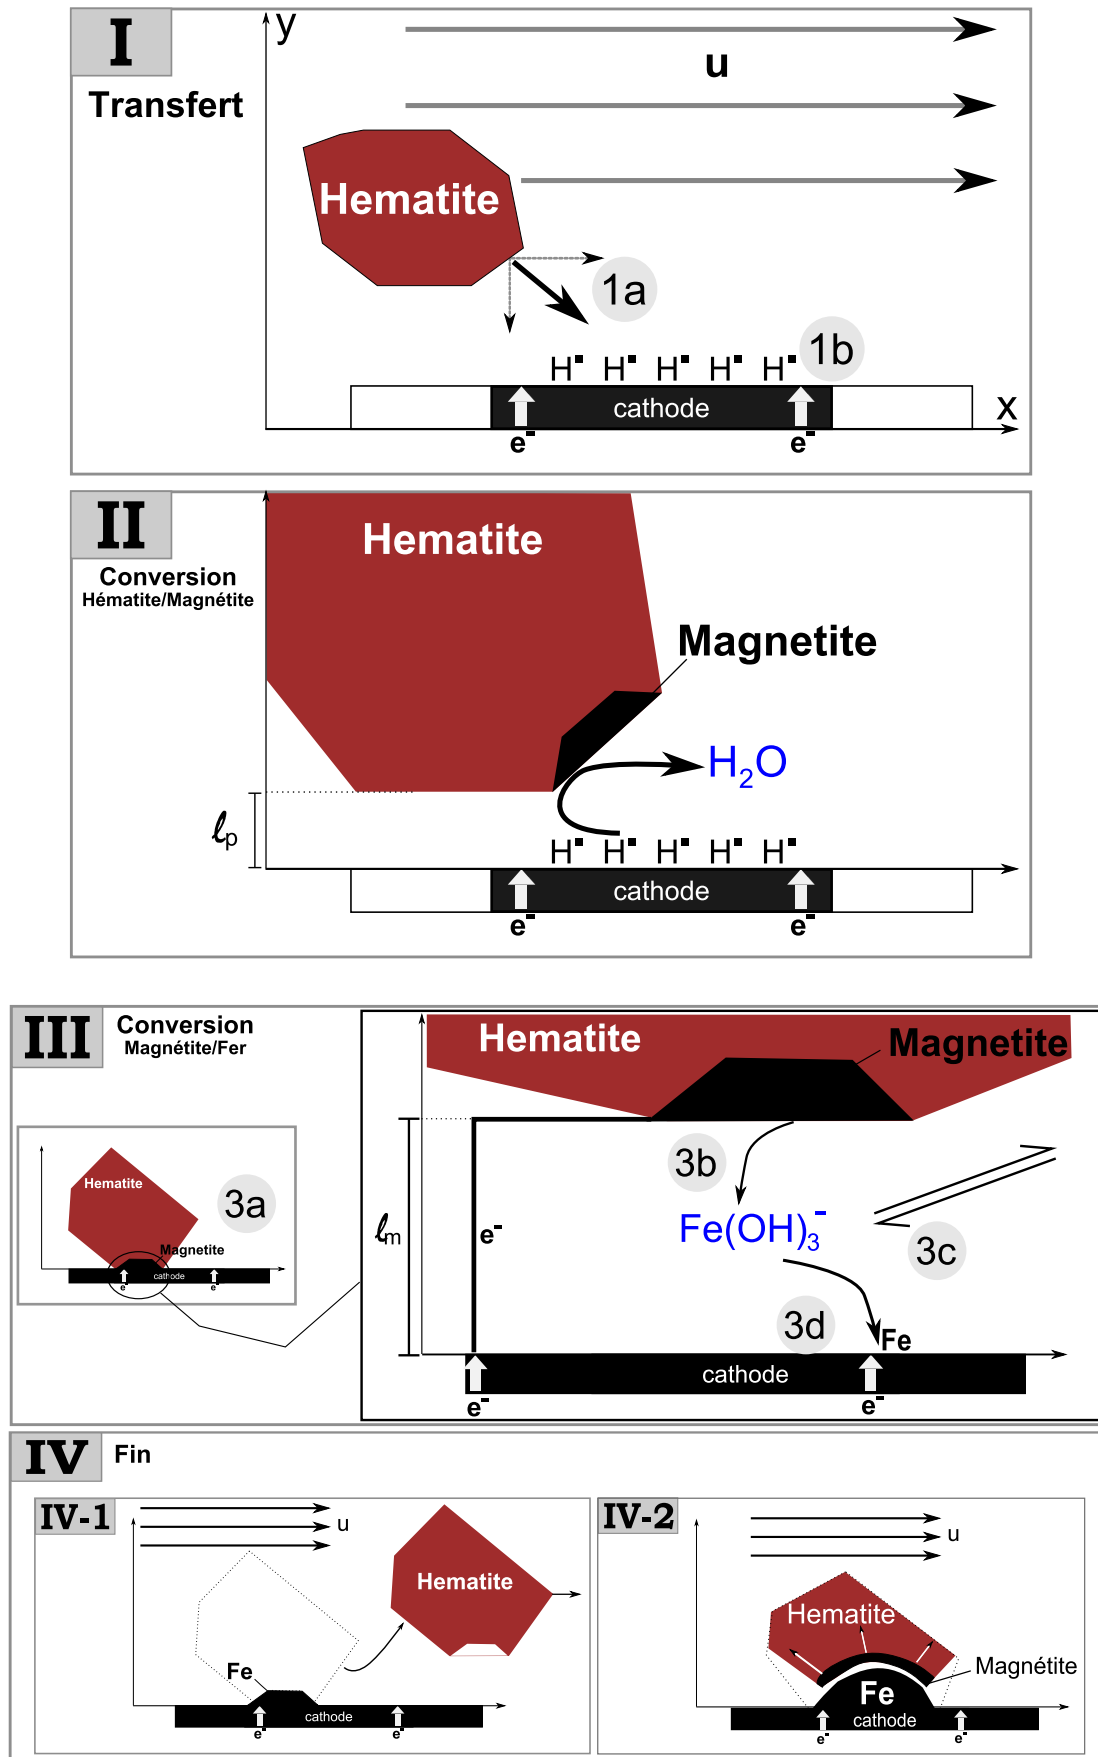 I
Transfert
y
u
Hematite
1a
1b
H▪ H▪ H▪ H▪ H▪
cathode
x
e⁻ e⁻
II
Conversion
Hématite/Magnétite
Hematite
Magnetite
H₂O
ℓp
H▪ H▪ H▪ H▪ H▪
cathode
e⁻ e⁻
III
Conversion
Magnétite/Fer
Hematite
Magnetite
3a
Hematite
Magnetite
cathode
e⁻ e⁻
3b
ℓm
e⁻
Fe(OH)₃⁻
3c
3d
Fe
cathode
e⁻ e⁻
IV
Fin
IV-1
u
Hematite
Fe
cathode
e⁻ e⁻
IV-2
u
Hematite
Magnétite
Fe
cathode
e⁻ e⁻